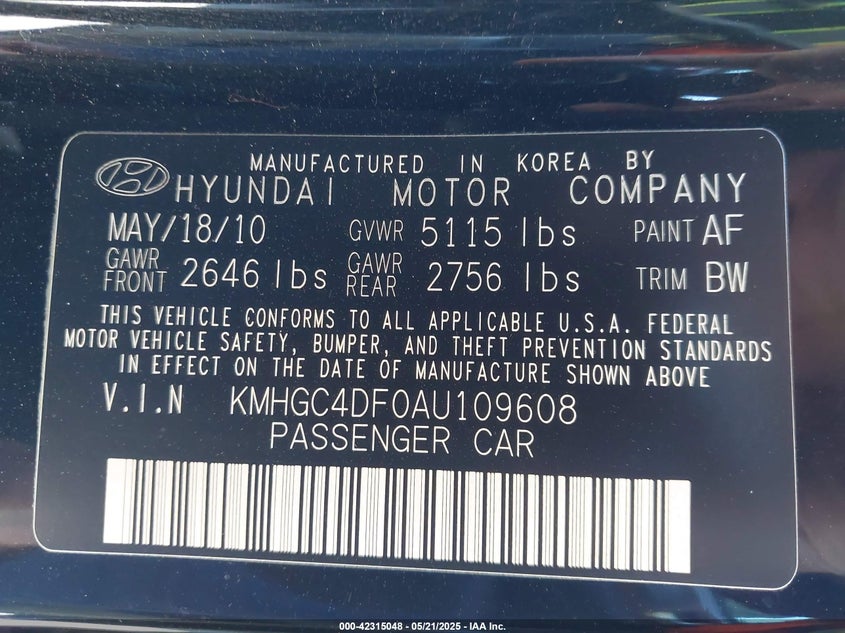 MANUFACTURED IN KOREA BY
HYUNDAI MOTOR COMPANY
MAY/18/10 GVWR 5115 lbs PAINT AF
GAWR FRONT 2646 lbs GAWR REAR 2756 lbs TRIM BW
THIS VEHICLE CONFORMS TO ALL APPLICABLE U.S.A. FEDERAL
MOTOR VEHICLE SAFETY, BUMPER, AND THEFT PREVENTION STANDARDS
IN EFFECT ON THE DATE OF MANUFACTURE SHOWN ABOVE
V.I.N KMHGC4DF0AU109608
PASSENGER CAR
000-42315048 - 05/21/2025 - IAA Inc.